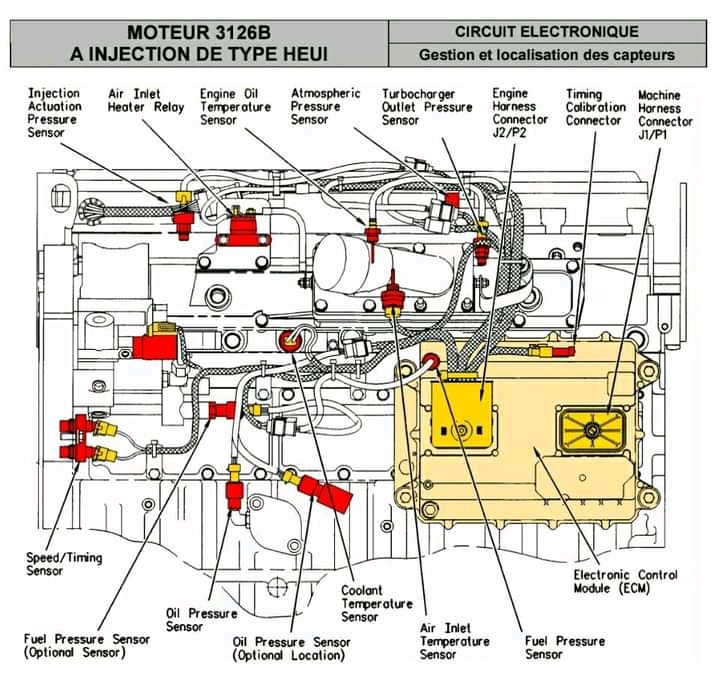 MOTEUR 3126B
A INJECTION DE TYPE HEUI
CIRCUIT ELECTRONIQUE
Gestion et localisation des capteurs
Injection
Actuation
Pressure
Sensor
Air Inlet
Heater Relay
Engine Oil
Temperature
Sensor
Atmospheric
Pressure
Sensor
Turbocharger
Outlet Pressure
Sensor
Engine
Harness
Connector
J2/P2
Timing
Calibration
Connector
Machine
Harness
Connector
J1/P1
Speed/Timing
Sensor
Fuel Pressure Sensor
(Optional Sensor)
Oil Pressure
Sensor
Oil Pressure Sensor
(Optional Location)
Coolant
Temperature
Sensor
Air Inlet
Temperature
Sensor
Fuel Pressure
Sensor
Electronic Control
Module (ECM)